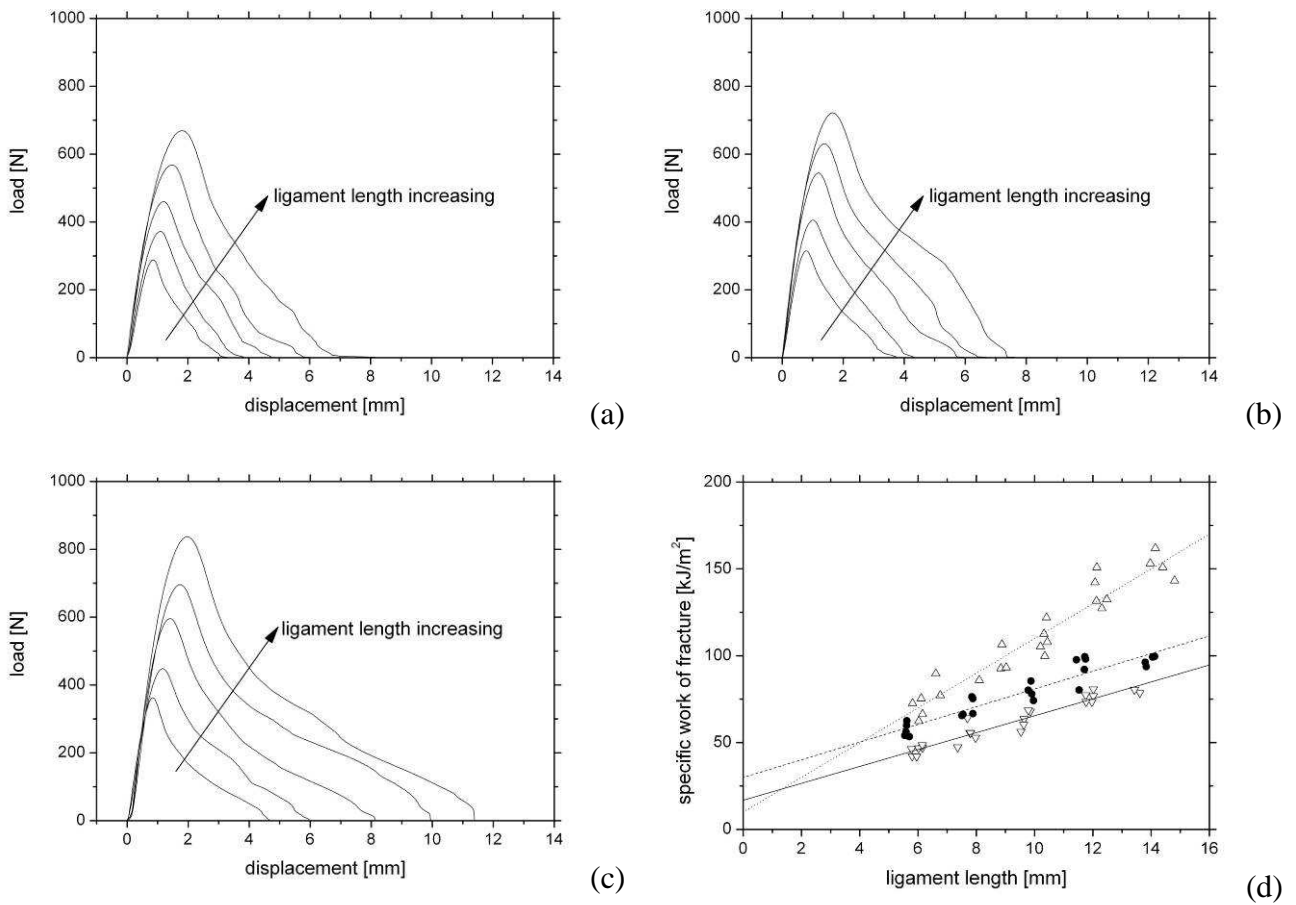 1000
800
600
400
200
0
load [N]
ligament length increasing
0 2 4 6 8 10 12 14
displacement [mm]
(a)
1000
800
600
400
200
0
load [N]
ligament length increasing
0 2 4 6 8 10 12 14
displacement [mm]
(b)
1000
800
600
400
200
0
load [N]
ligament length increasing
0 2 4 6 8 10 12 14
displacement [mm]
(c)
200
150
100
50
0
specific work of fracture [kJ/m²]
0 2 4 6 8 10 12 14 16
ligament length [mm]
(d)